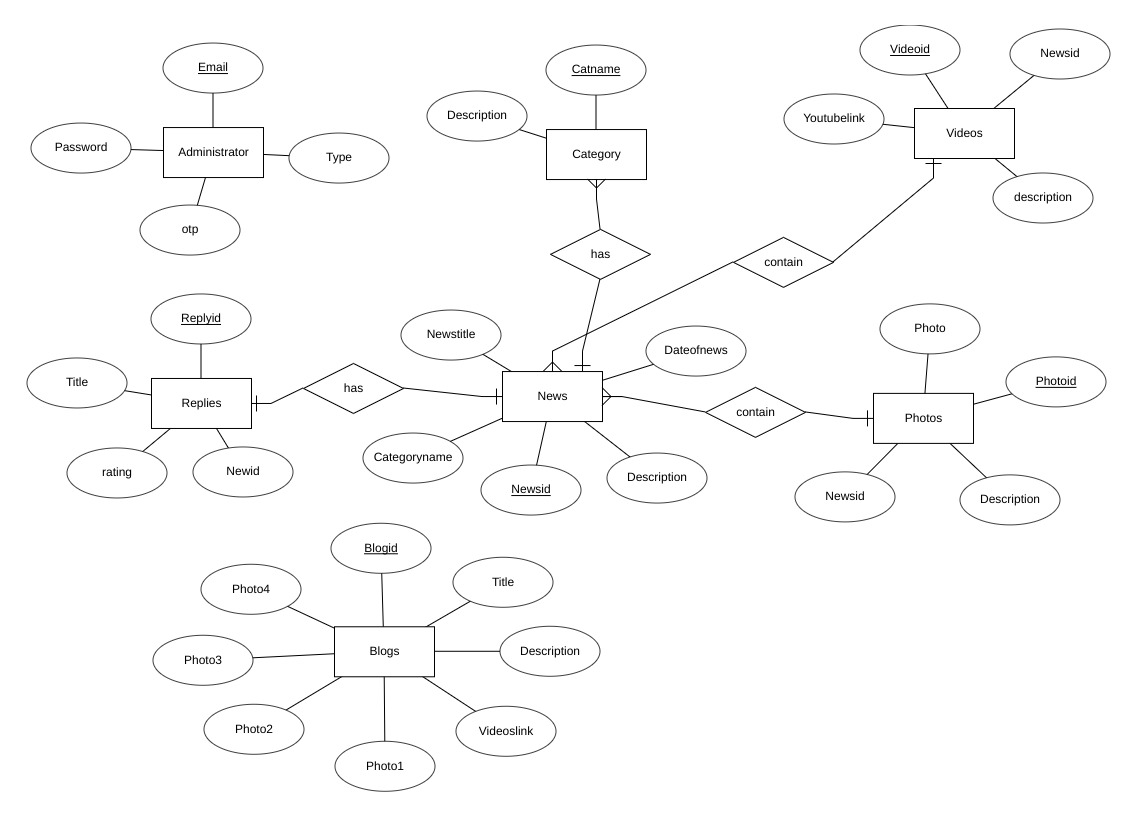 Email
Password
Administrator
Type
otp
Catname
Description
Category
Videoid
Newsid
Youtubelink
Videos
description
has
contain
Replyid
Title
Replies
rating
Newid
has
Newstitle
Dateofnews
News
Categoryname
Newsid
Description
contain
Photo
Photoid
Photos
Newsid
Description
Blogid
Photo4
Title
Photo3
Blogs
Description
Photo2
Videoslink
Photo1